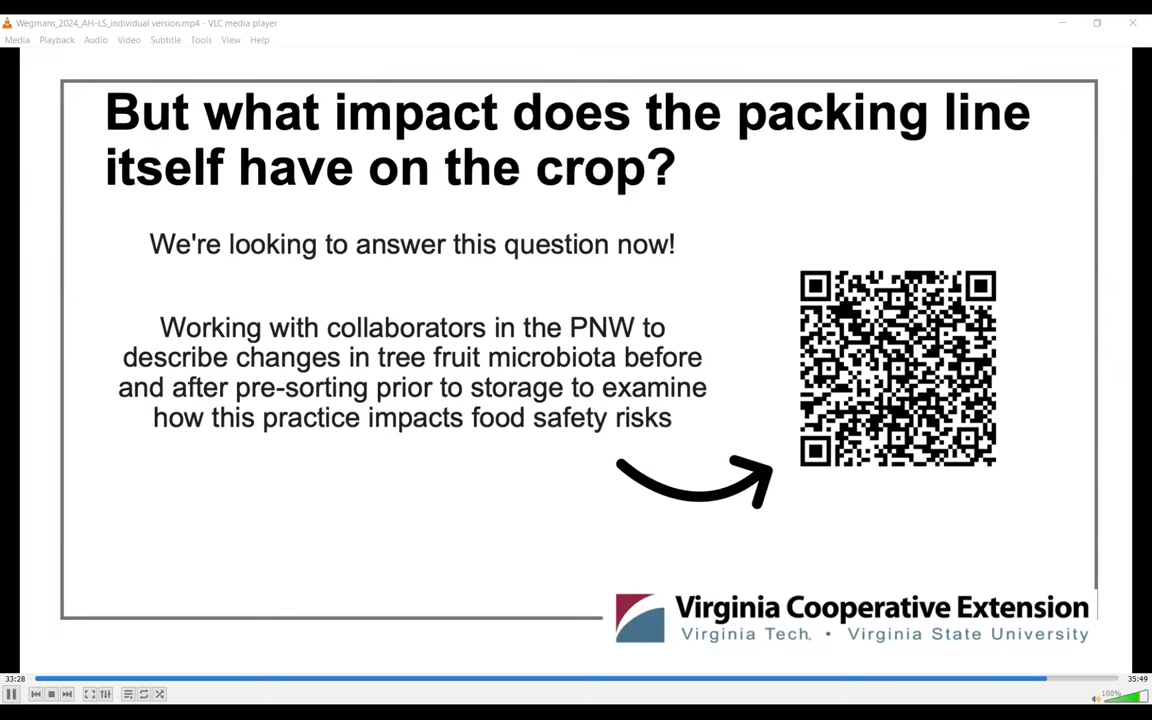 Wegmans_2024_AH-LS_individual version.mp4 - VLC media player
Media Playback Audio Video Subtitle Tools View Help
But what impact does the packing line
itself have on the crop?
We're looking to answer this question now!
Working with collaborators in the PNW to
describe changes in tree fruit microbiota before
and after pre-sorting prior to storage to examine
how this practice impacts food safety risks
Virginia Cooperative Extension
Virginia Tech. • Virginia State University
33:28
35:49
100%